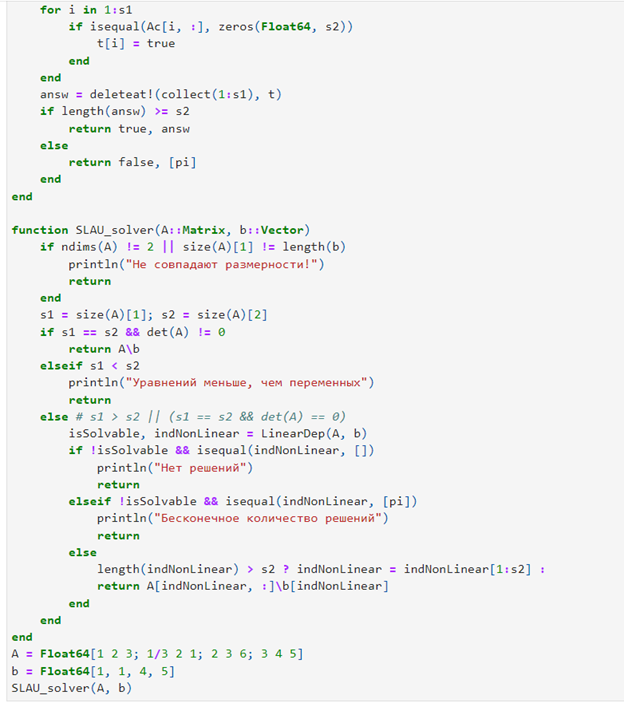 for i in 1:s1
if isequal(Ac[i, :], zeros(Float64, s2))
t[i] = true
end
end
answ = deleteat!(collect(1:s1), t)
if length(answ) >= s2
return true, answ
else
return false, [pi]
end
end
function SLAU_solver(A::Matrix, b::Vector)
if ndims(A) != 2 || size(A)[1] != length(b)
println("Не совпадают размерности!")
return
end
s1 = size(A)[1]; s2 = size(A)[2]
if s1 == s2 && det(A) != 0
return A\b
elseif s1 < s2
println("Уравнений меньше, чем переменных")
return
else # s1 > s2 || (s1 == s2 && det(A) == 0)
isSolvable, indNonLinear = LinearDep(A, b)
if !isSolvable && isequal(indNonLinear, [])
println("Нет решений")
return
elseif !isSolvable && isequal(indNonLinear, [pi])
println("Бесконечное количество решений")
return
else
length(indNonLinear) > s2 ? indNonLinear = indNonLinear[1:s2] :
return A[indNonLinear, :]\b[indNonLinear]
end
end
end
A = Float64[1 2 3; 1/3 2 1; 2 3 6; 3 4 5]
b = Float64[1, 1, 4, 5]
SLAU_solver(A, b)